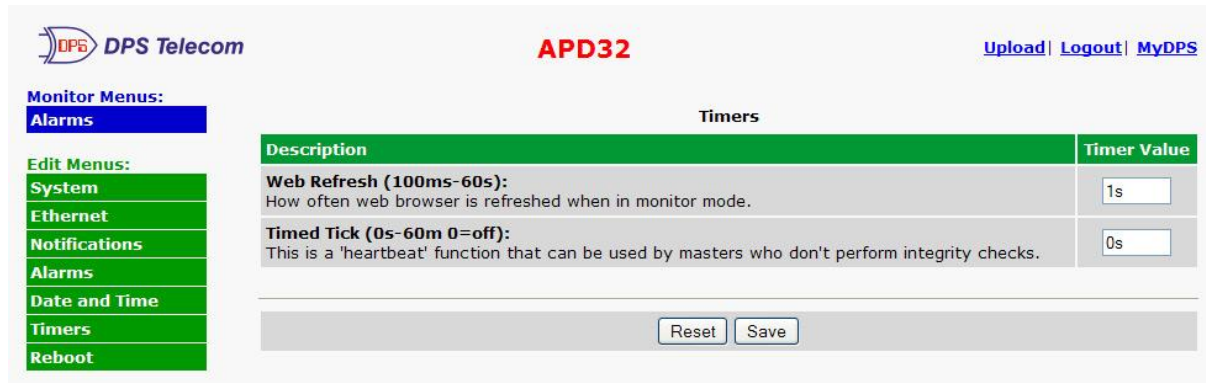 DPS DPS Telecom
APD32
Upload| Logout| MyDPS
Monitor Menus:
Alarms
Edit Menus:
System
Ethernet
Notifications
Alarms
Date and Time
Timers
Reboot
Timers
Description Timer Value
Web Refresh (100ms-60s):
How often web browser is refreshed when in monitor mode.
1s
Timed Tick (0s-60m 0=off):
This is a 'heartbeat' function that can be used by masters who don't perform integrity checks.
0s
Reset Save